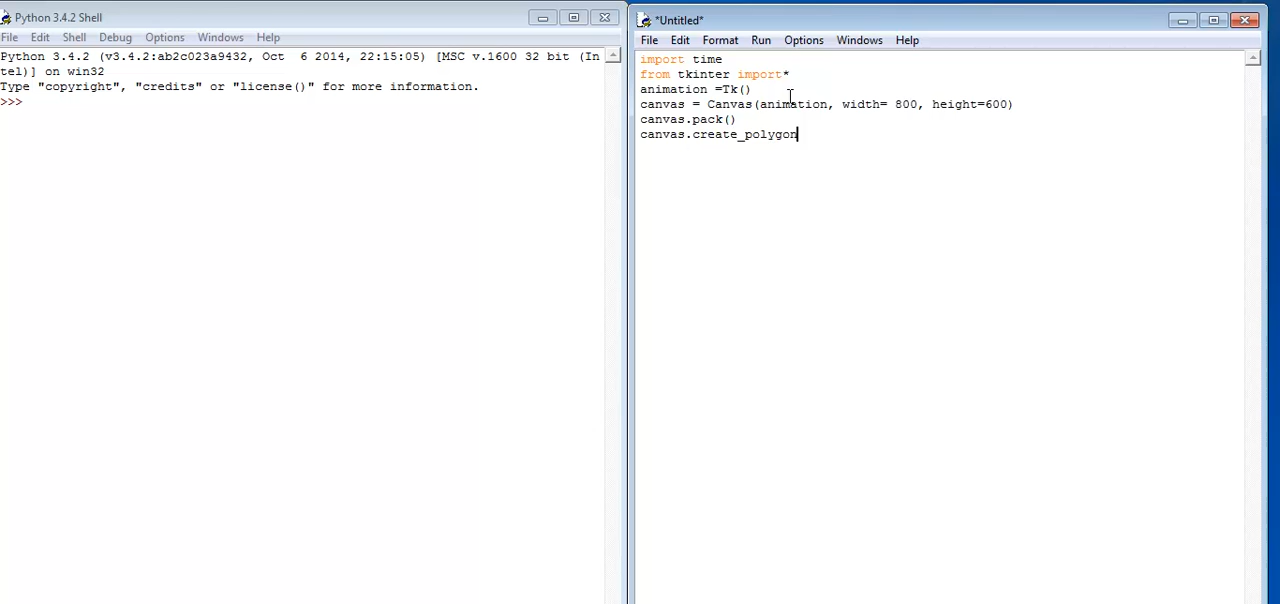 Python 3.4.2 Shell
File Edit Shell Debug Options Windows Help
Python 3.4.2 (v3.4.2:ab2c023a9432, Oct  6 2014, 22:15:05) [MSC v.1600 32 bit (In
tel)] on win32
Type "copyright", "credits" or "license()" for more information.
>>>
*Untitled*
File Edit Format Run Options Windows Help
import time
from tkinter import*
animation =Tk()
canvas = Canvas(animation, width= 800, height=600)
canvas.pack()
canvas.create_polygon